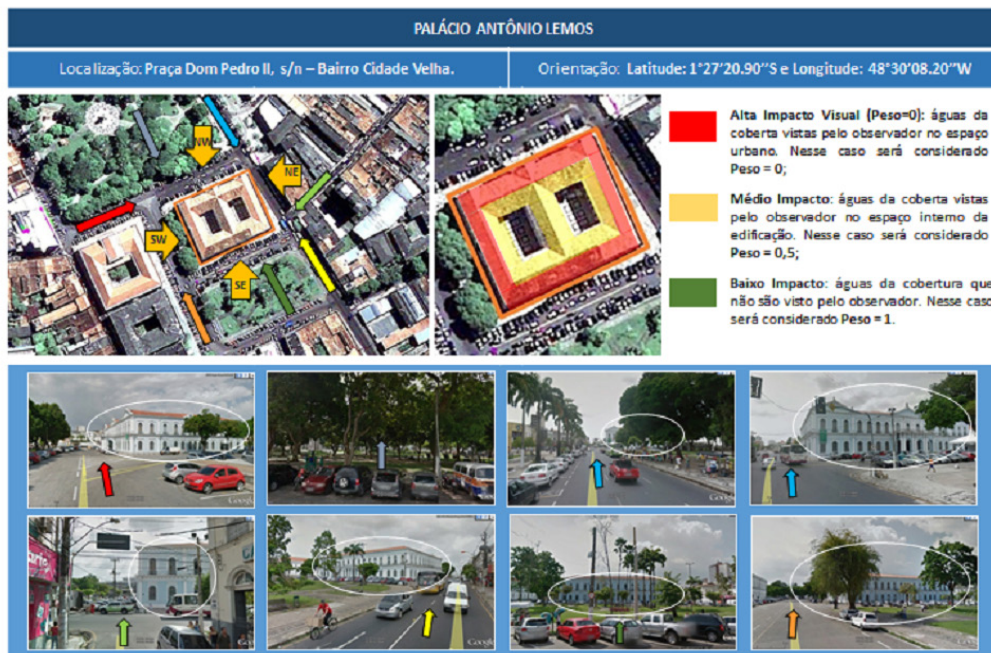 PALÁCIO ANTÔNIO LEMOS
Localização: Praça Dom Pedro II, s/n – Bairro Cidade Velha.
Orientação: Latitude: 1°27'20.90''S e Longitude: 48°30'08.20''W
NW
NE
SW
SE
Alta Impacto Visual (Peso=0): águas da
coberta vistas pelo observador no espaço
urbano. Nesse caso será considerado
Peso = 0;
Médio Impacto: águas da coberta vistas
pelo observador no espaço interno da
edificação. Nesse caso será considerado
Peso = 0,5;
Baixo Impacto: águas da cobertura que
não são visto pelo observador. Nesse caso
será considerado Peso = 1.
Google
Google
Google
Google
Google